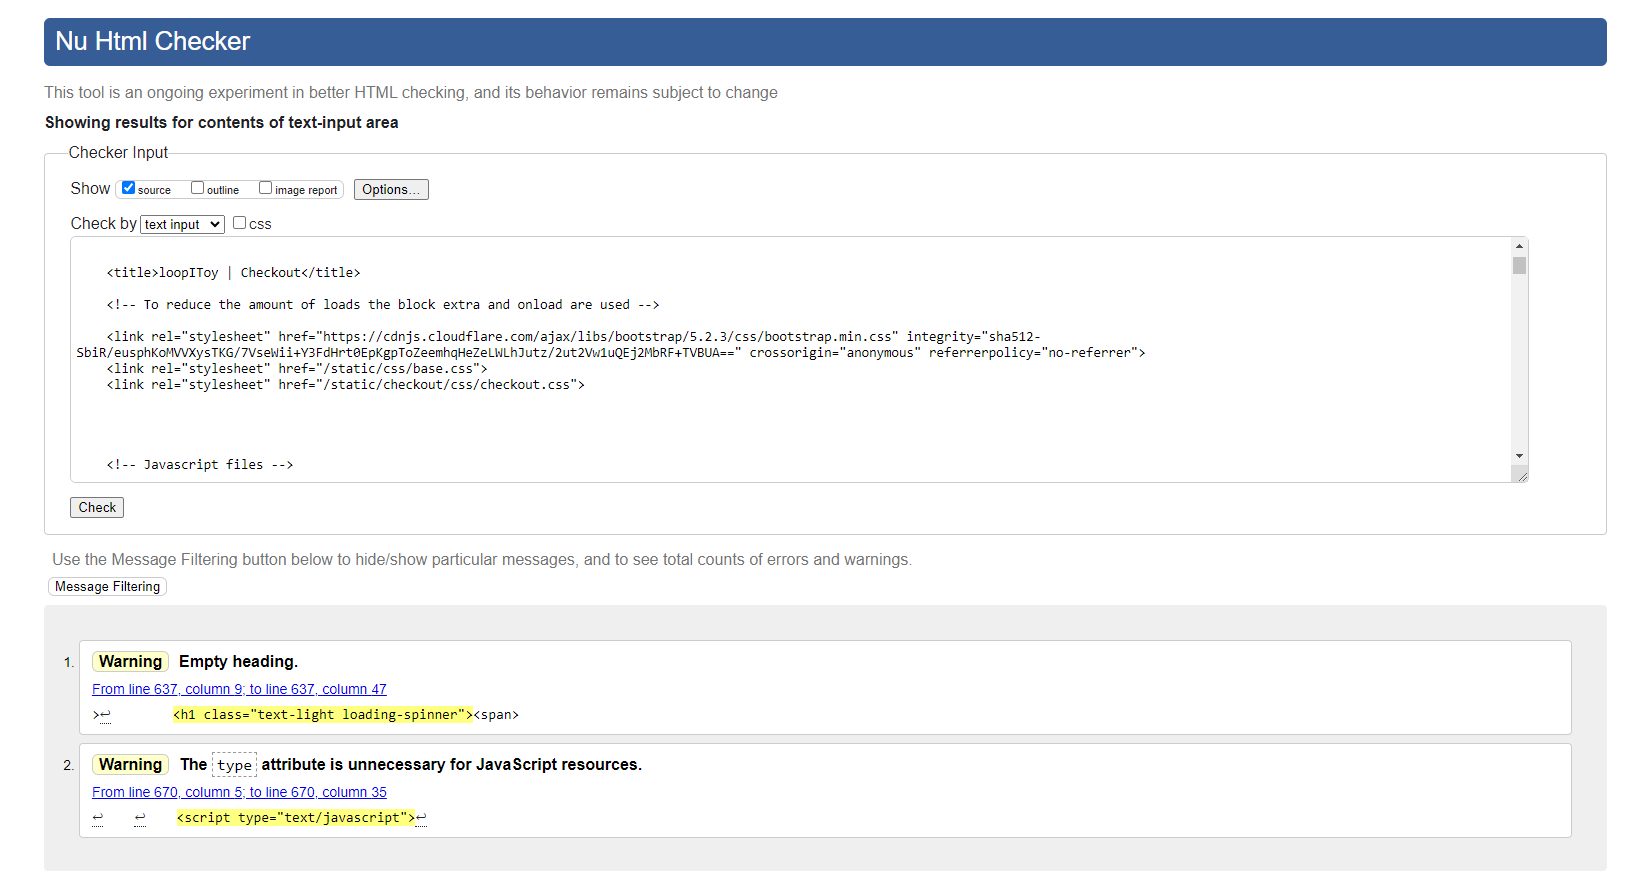 Nu Html Checker
This tool is an ongoing experiment in better HTML checking, and its behavior remains subject to change
Showing results for contents of text-input area
Checker Input
Show source outline image report Options...
Check by text input css
<title>loopIToy | Checkout</title>
<!-- To reduce the amount of loads the block extra and onload are used -->
<link rel="stylesheet" href="https://cdnjs.cloudflare.com/ajax/libs/bootstrap/5.2.3/css/bootstrap.min.css" integrity="sha512-
SbiR/eusphKoMVVXysTKG/7VseWii+Y3FdHrt0EpKgpToZeemhqHeZeLWLhJutz/2ut2Vw1uQEj2MbRF+TVBUA==" crossorigin="anonymous" referrerpolicy="no-referrer">
<link rel="stylesheet" href="/static/css/base.css">
<link rel="stylesheet" href="/static/checkout/css/checkout.css">
<!-- Javascript files -->
Check
Use the Message Filtering button below to hide/show particular messages, and to see total counts of errors and warnings.
Message Filtering
1. Warning Empty heading.
From line 637, column 9; to line 637, column 47
>↩ <h1 class="text-light loading-spinner"><span>
2. Warning The type attribute is unnecessary for JavaScript resources.
From line 670, column 5; to line 670, column 35
↩ ↩ <script type="text/javascript">↩